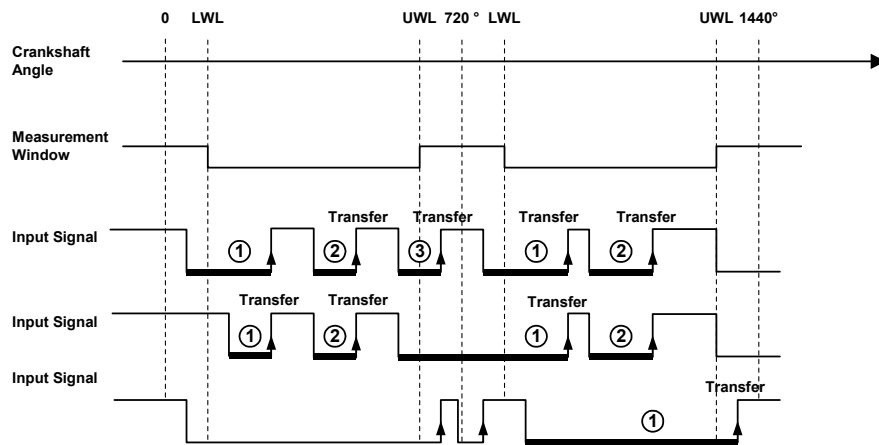 0 LWL UWL 720 ° LWL UWL 1440°
Crankshaft
Angle
Measurement
Window
Transfer Transfer Transfer Transfer
Input Signal
① ② ③ ① ②
Transfer Transfer Transfer
Input Signal
① ② ① ②
Input Signal
Transfer
①